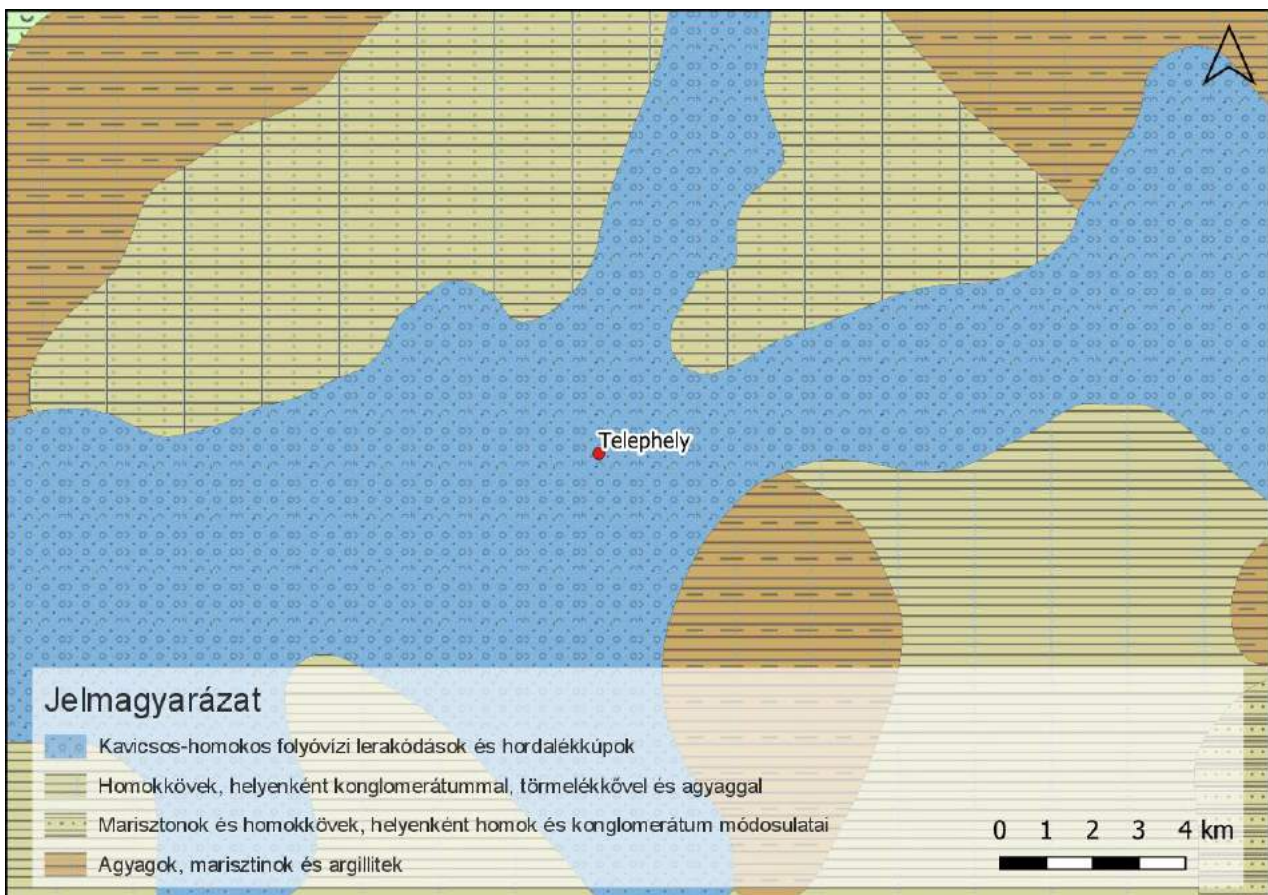 Telephely
Jelmagyarázat
Kavicsos-homokos folyóvízi lerakódások és hordalékkúpok
Homokkövek, helyenként konglomerátummal, törmelékkővel és agyaggal
Marisztonok és homokkövek, helyenként homok és konglomerátum módosulatai
Agyagok, marisztinok és argillitek
0 1 2 3 4 km